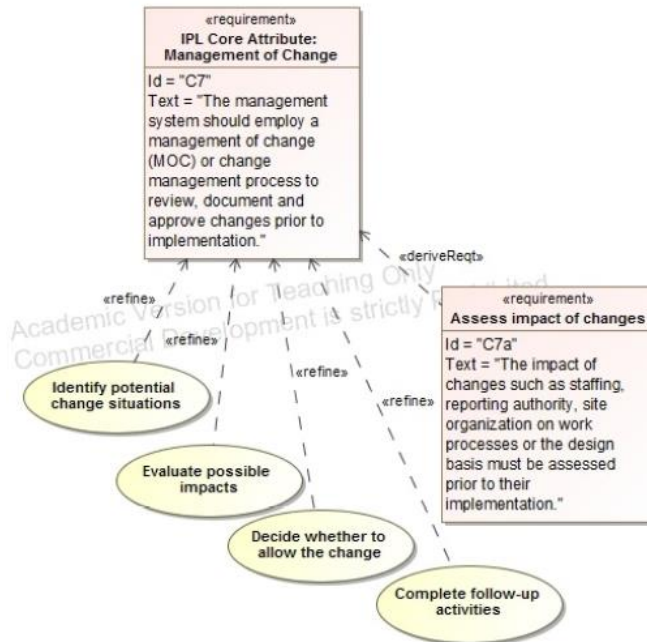 «requirement»
IPL Core Attribute:
Management of Change
Id = "C7"
Text = "The management
system should employ a
management of change
(MOC) or change
management process to
review, document and
approve changes prior to
implementation."
«deriveReqt»
«refine»
Academic Version for Teaching Only
Commercial Development is strictly Prohibited
«refine»
«requirement»
Assess impact of changes
Id = "C7a"
Text = "The impact of
changes such as staffing,
reporting authority, site
organization on work
processes or the design
basis must be assessed
prior to their
implementation."
«refine»
«refine»
Identify potential
change situations
Evaluate possible
impacts
Decide whether to
allow the change
Complete follow-up
activities